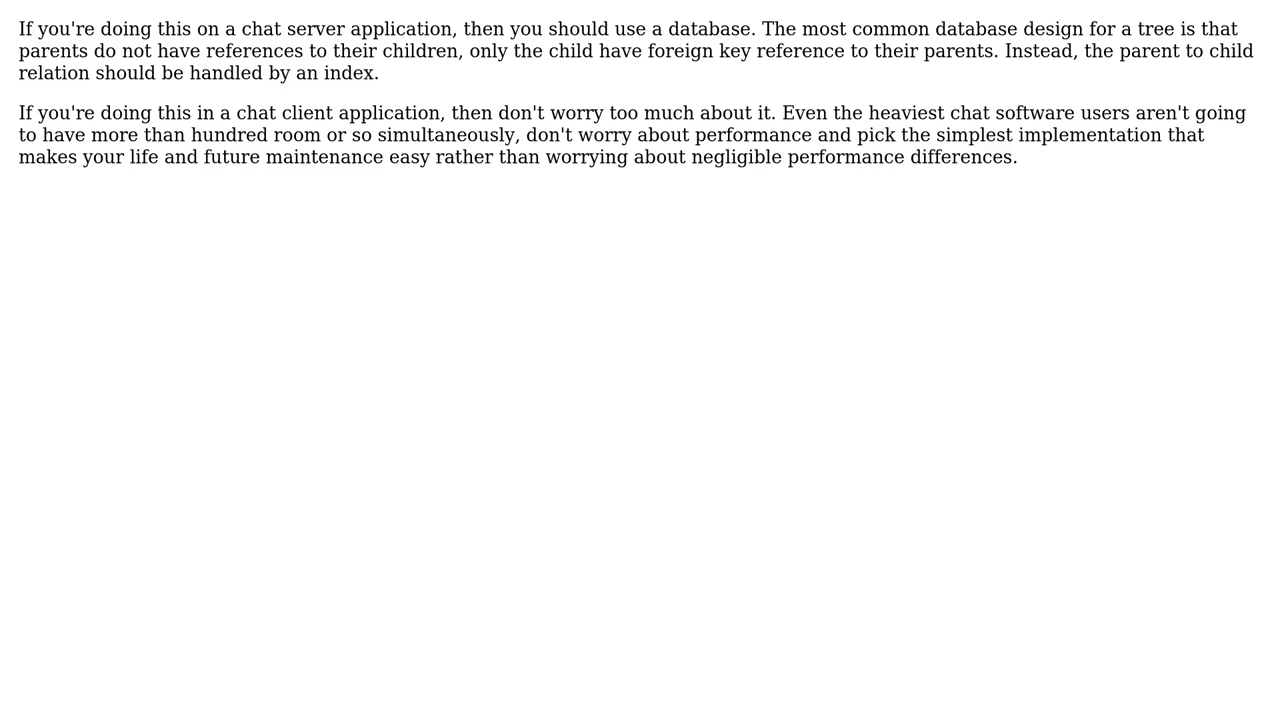 If you're doing this on a chat server application, then you should use a database. The most common database design for a tree is that
parents do not have references to their children, only the child have foreign key reference to their parents. Instead, the parent to child
relation should be handled by an index.
If you're doing this in a chat client application, then don't worry too much about it. Even the heaviest chat software users aren't going
to have more than hundred room or so simultaneously, don't worry about performance and pick the simplest implementation that
makes your life and future maintenance easy rather than worrying about negligible performance differences.